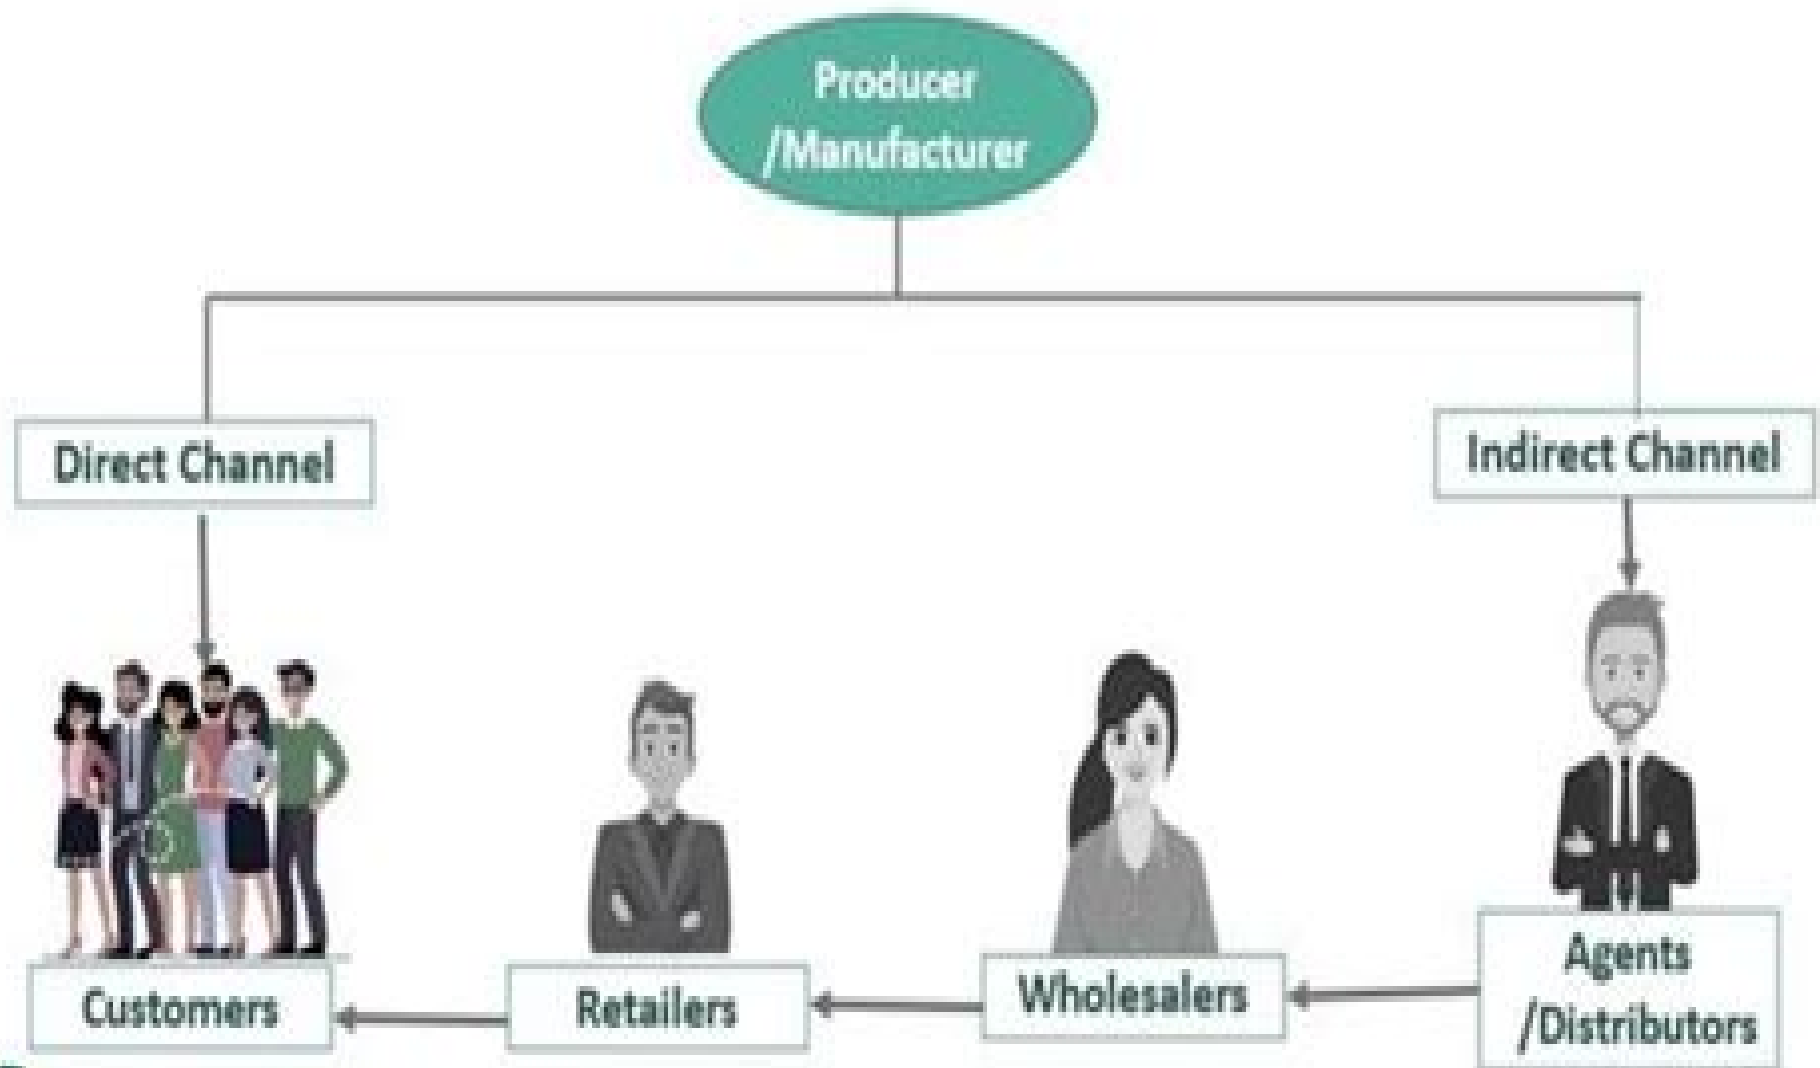 Producer
/Manufacturer
Direct Channel
Indirect Channel
Customers
Retailers
Wholesalers
Agents
/Distributors